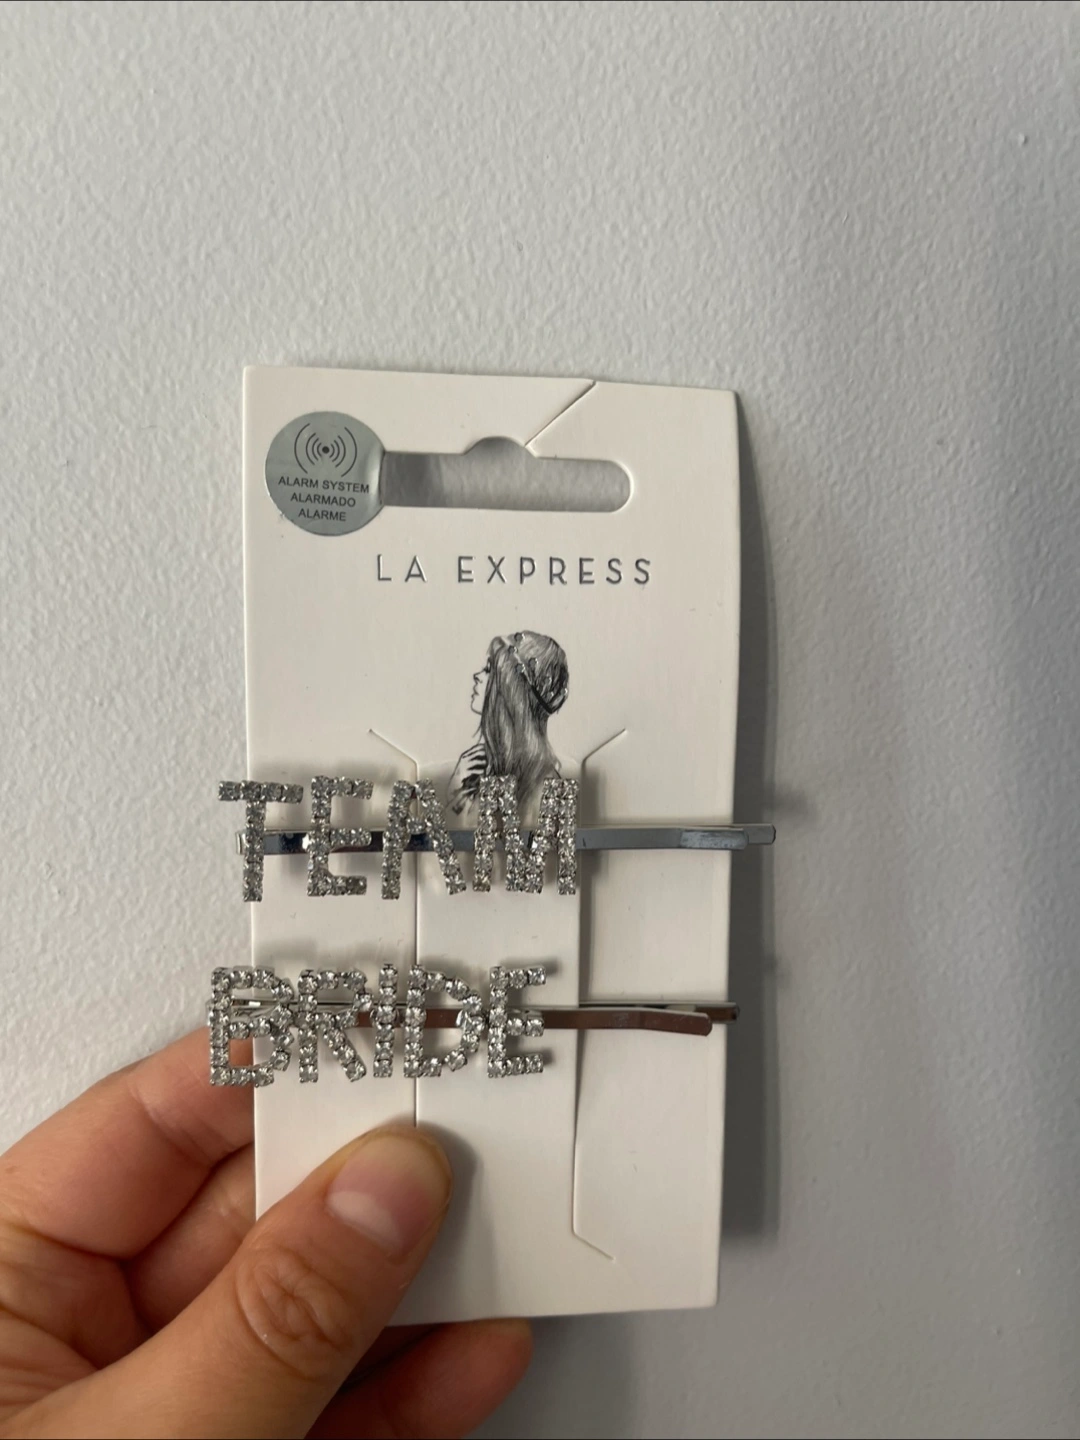 ALARM SYSTEM
ALARMADO
ALARME
LA EXPRESS
TEAM
BRIDE